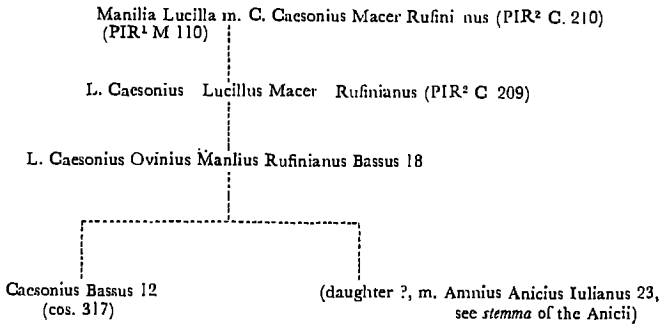 Manilia Lucilla m. C. Caesonius Macer Rufini nus (PIR² C. 210)
(PIR¹ M 110)
L. Caesonius Lucillus Macer Rufinianus (PIR² C 209)
L. Caesonius Ovinius Manlius Rufinianus Bassus 18
Caesonius Bassus 12
(cos. 317)
(daughter ?, m. Amnius Anicius Iulianus 23,
see stemma of the Anicii)